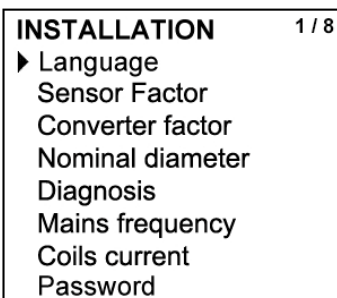 INSTALLATION 1 / 8
Language
Sensor Factor
Converter factor
Nominal diameter
Diagnosis
Mains frequency
Coils current
Password